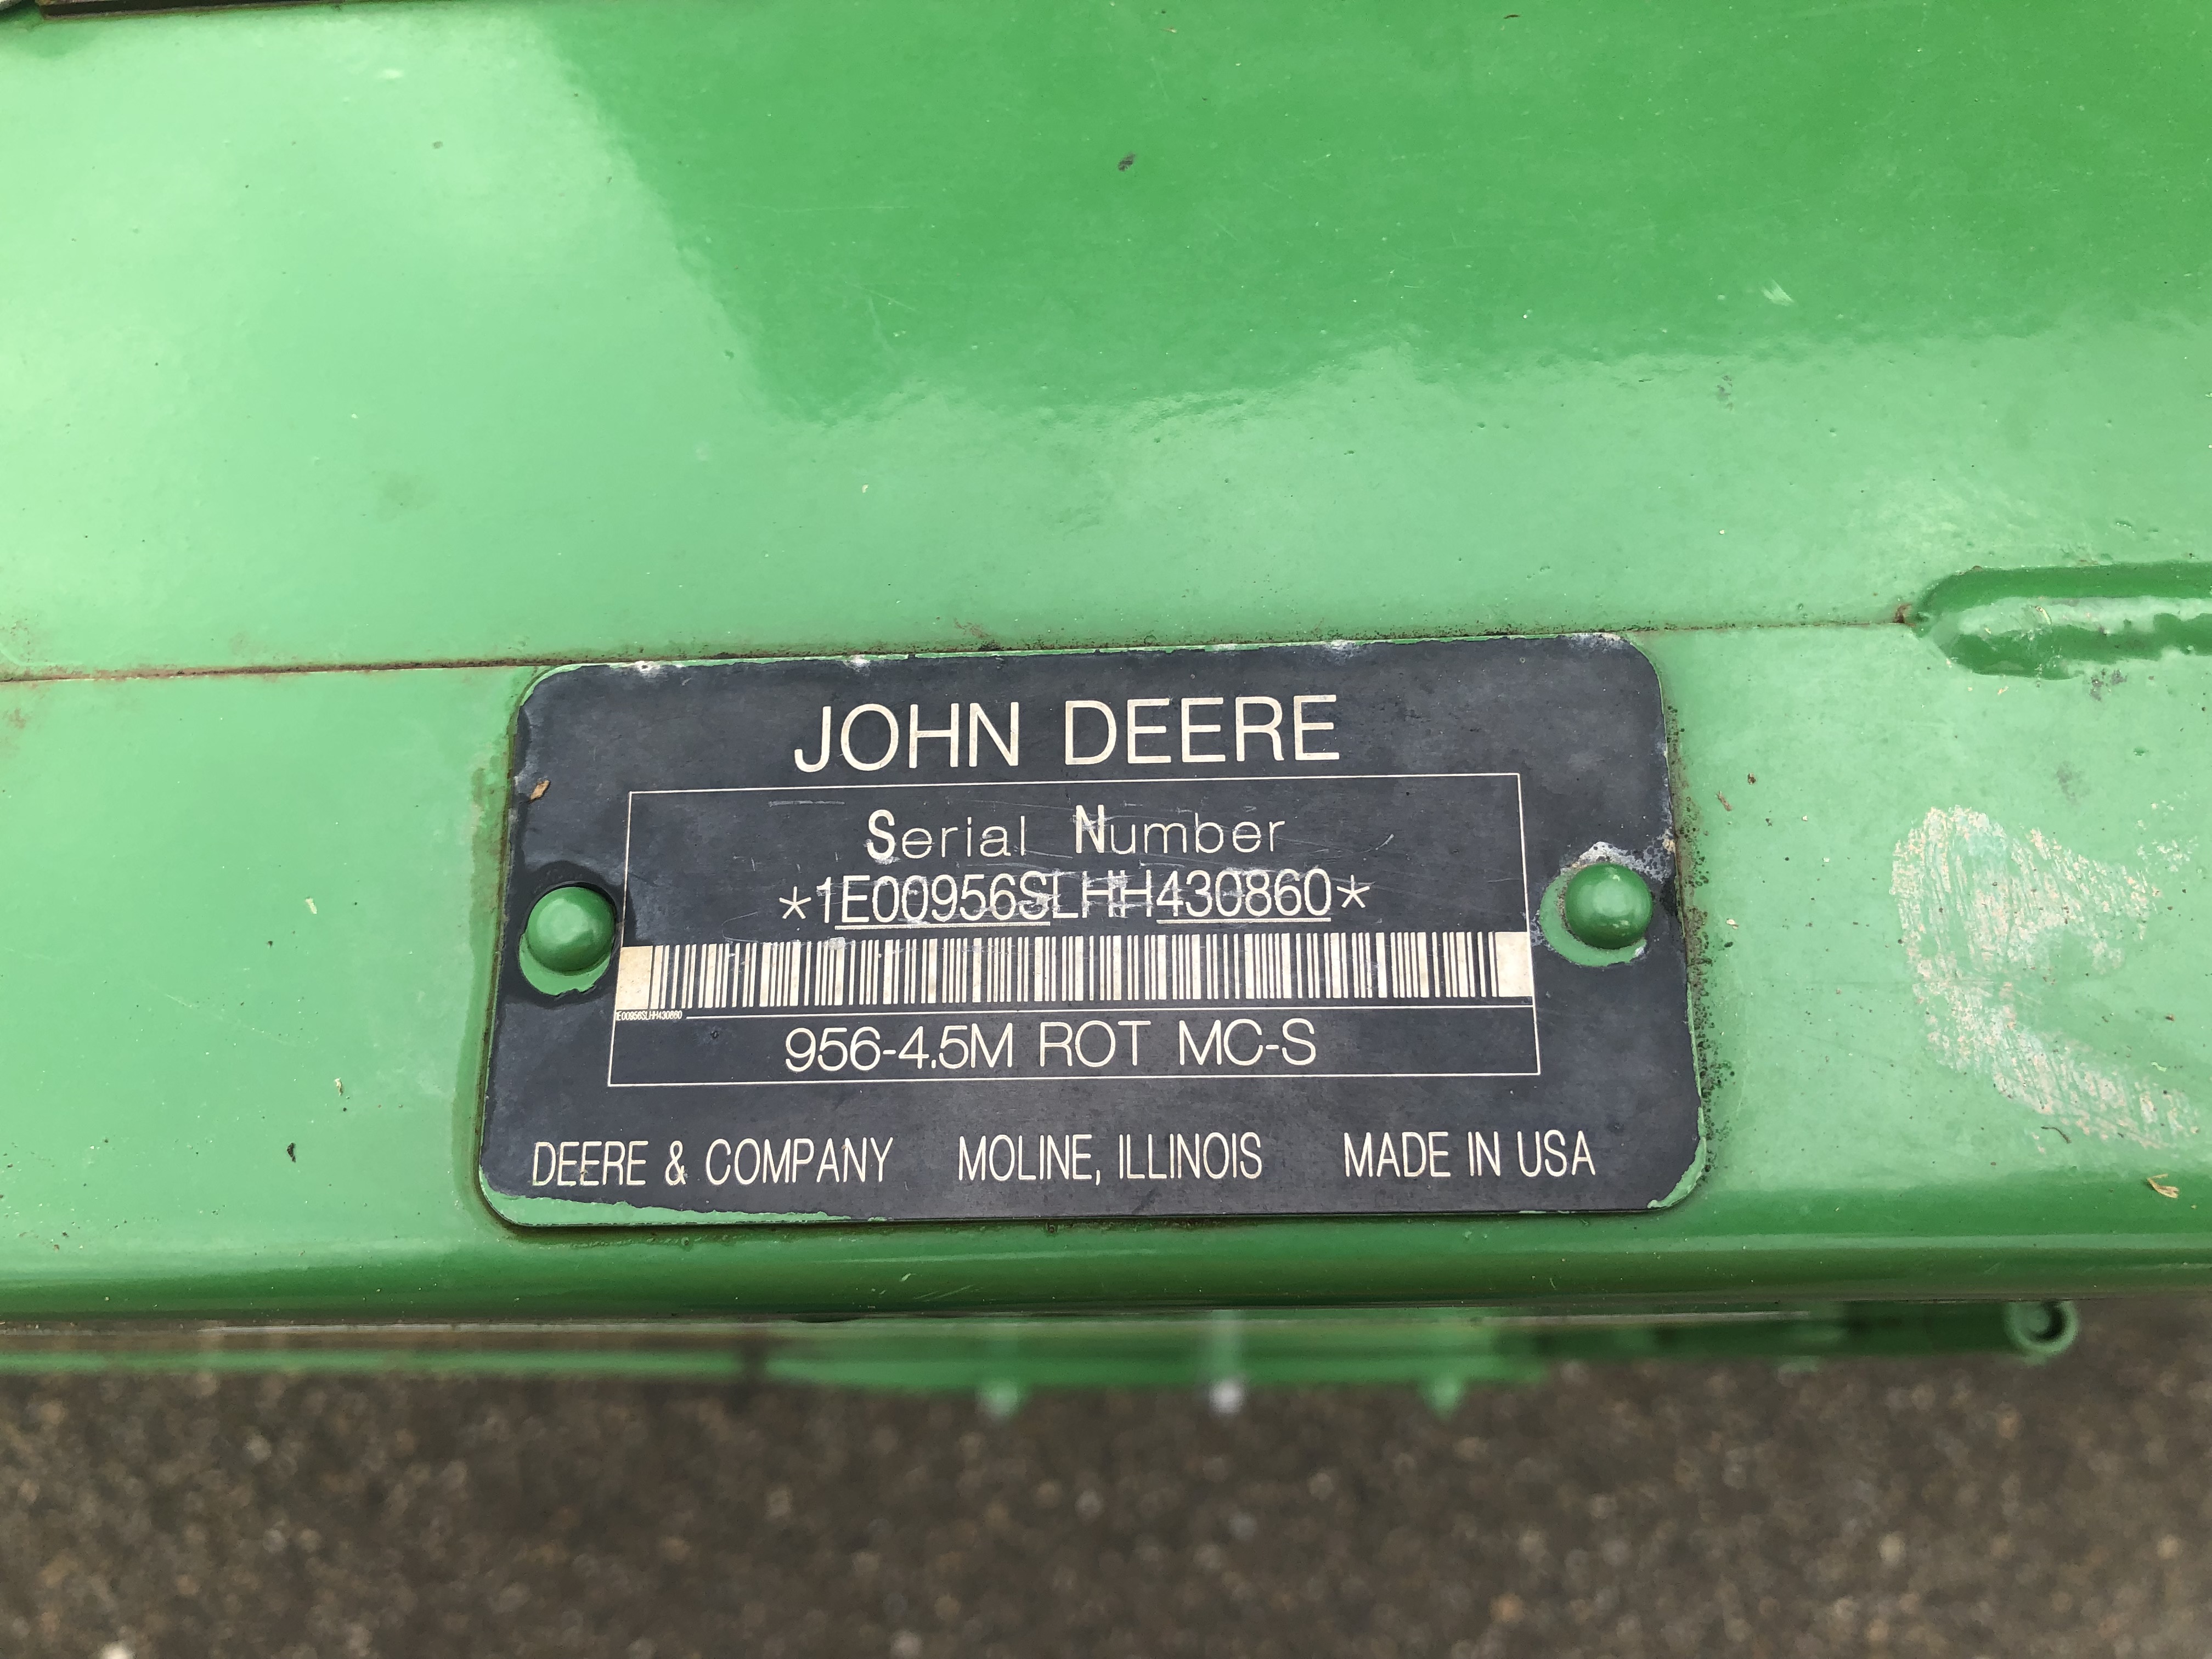 JOHN DEERE
Serial Number
*1E00956SLHH430860*
1E00956SLHH430860
956-4.5M ROT MC-S
DEERE & COMPANY MOLINE, ILLINOIS MADE IN USA